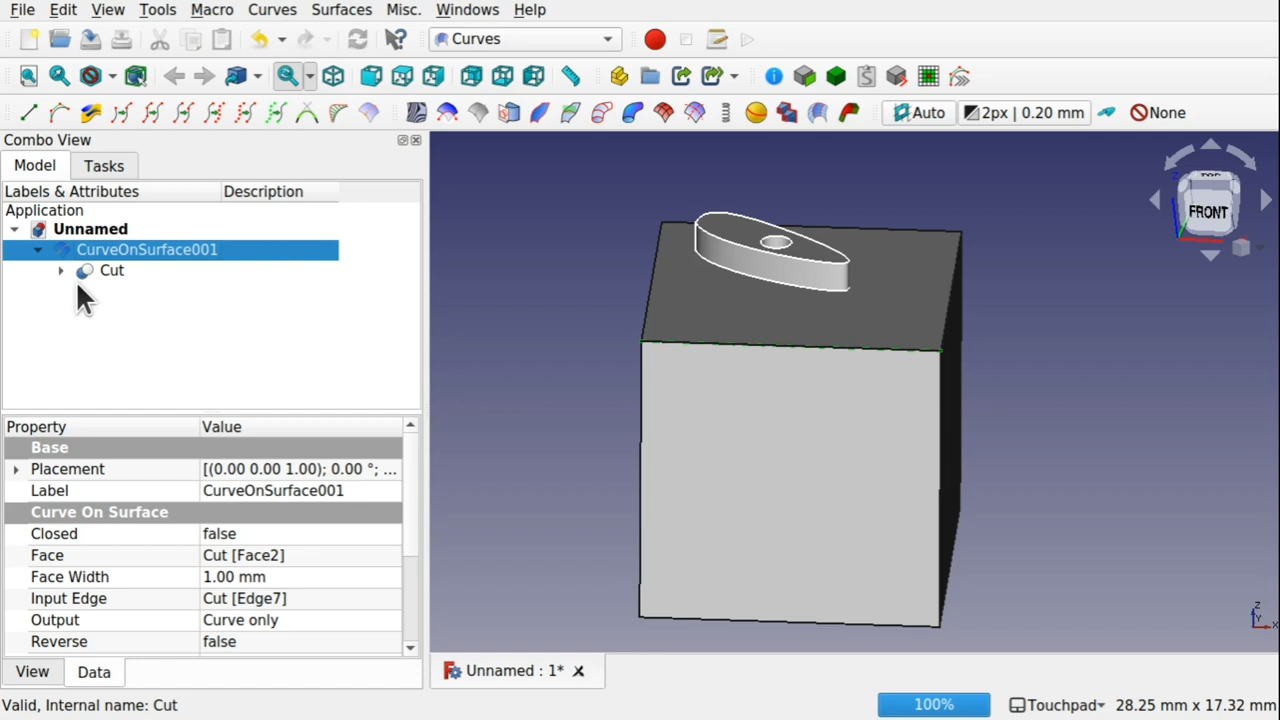 File Edit View Tools Macro Curves Surfaces Misc. Windows Help
Curves
Auto 2px | 0.20 mm None
Combo View
Model Tasks
Labels & Attributes Description
Application
Unnamed
CurveOnSurface001
Cut
Property Value
Base
Placement [(0.00 0.00 1.00); 0.00 °; ...
Label CurveOnSurface001
Curve On Surface
Closed false
Face Cut [Face2]
Face Width 1.00 mm
Input Edge Cut [Edge7]
Output Curve only
Reverse false
View Data
TOP
FRONT
Z
Z
Y
X
Unnamed : 1*
Valid, Internal name: Cut 100% Touchpad 28.25 mm x 17.32 mm